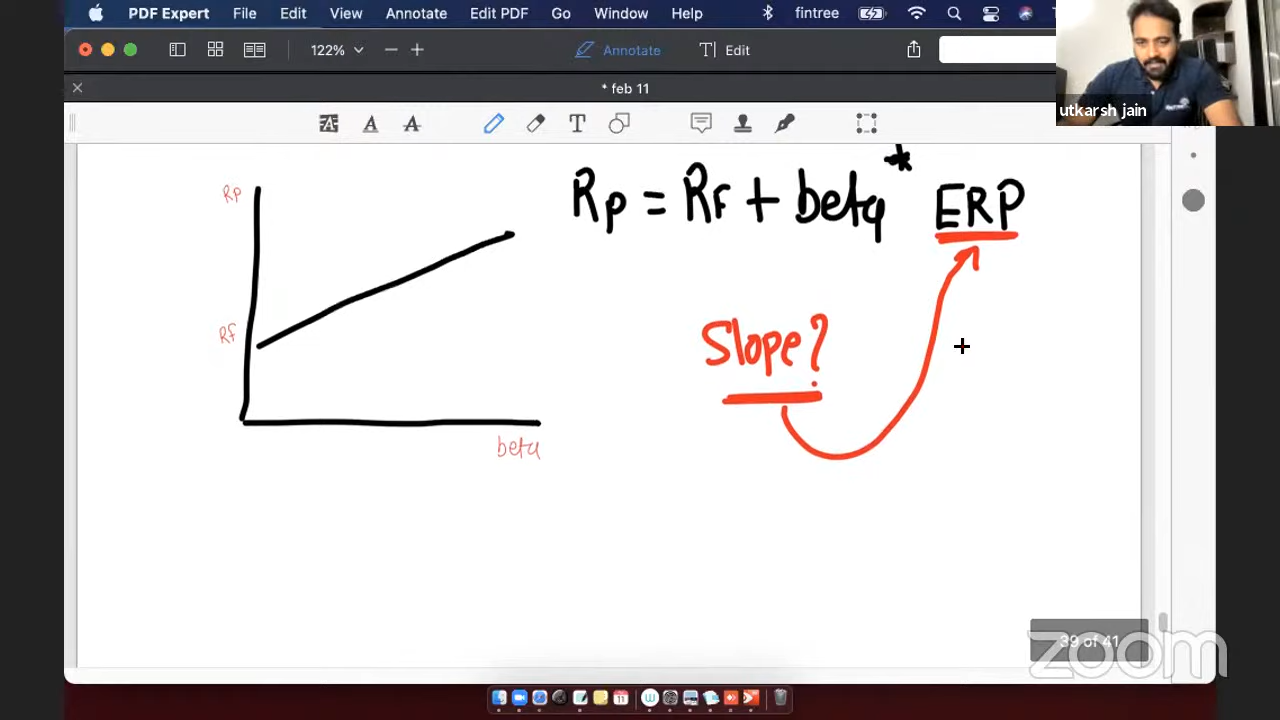 PDF Expert File Edit View Annotate Edit PDF Go Window Help fintree
122% Annotate T Edit
* feb 11
utkarsh jain
A A A T
Rp
Rp = Rf + beta * ERP
Rf
Slope?
beta
39 of 41
zoom
11